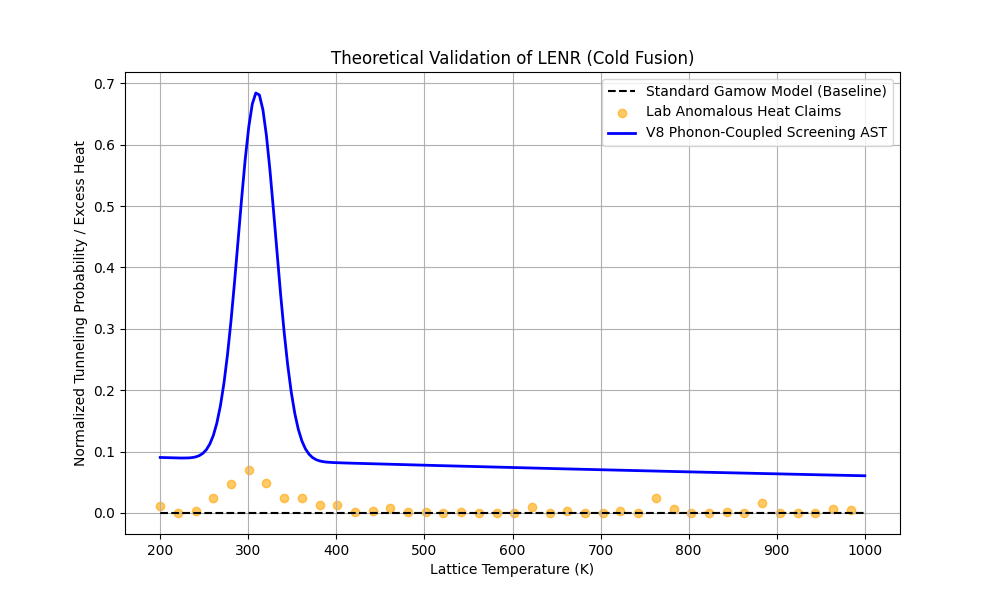 Theoretical Validation of LENR (Cold Fusion)
Standard Gamow Model (Baseline)
Lab Anomalous Heat Claims
V8 Phonon-Coupled Screening AST
Normalized Tunneling Probability / Excess Heat
0.7
0.6
0.5
0.4
0.3
0.2
0.1
0.0
200 300 400 500 600 700 800 900 1000
Lattice Temperature (K)